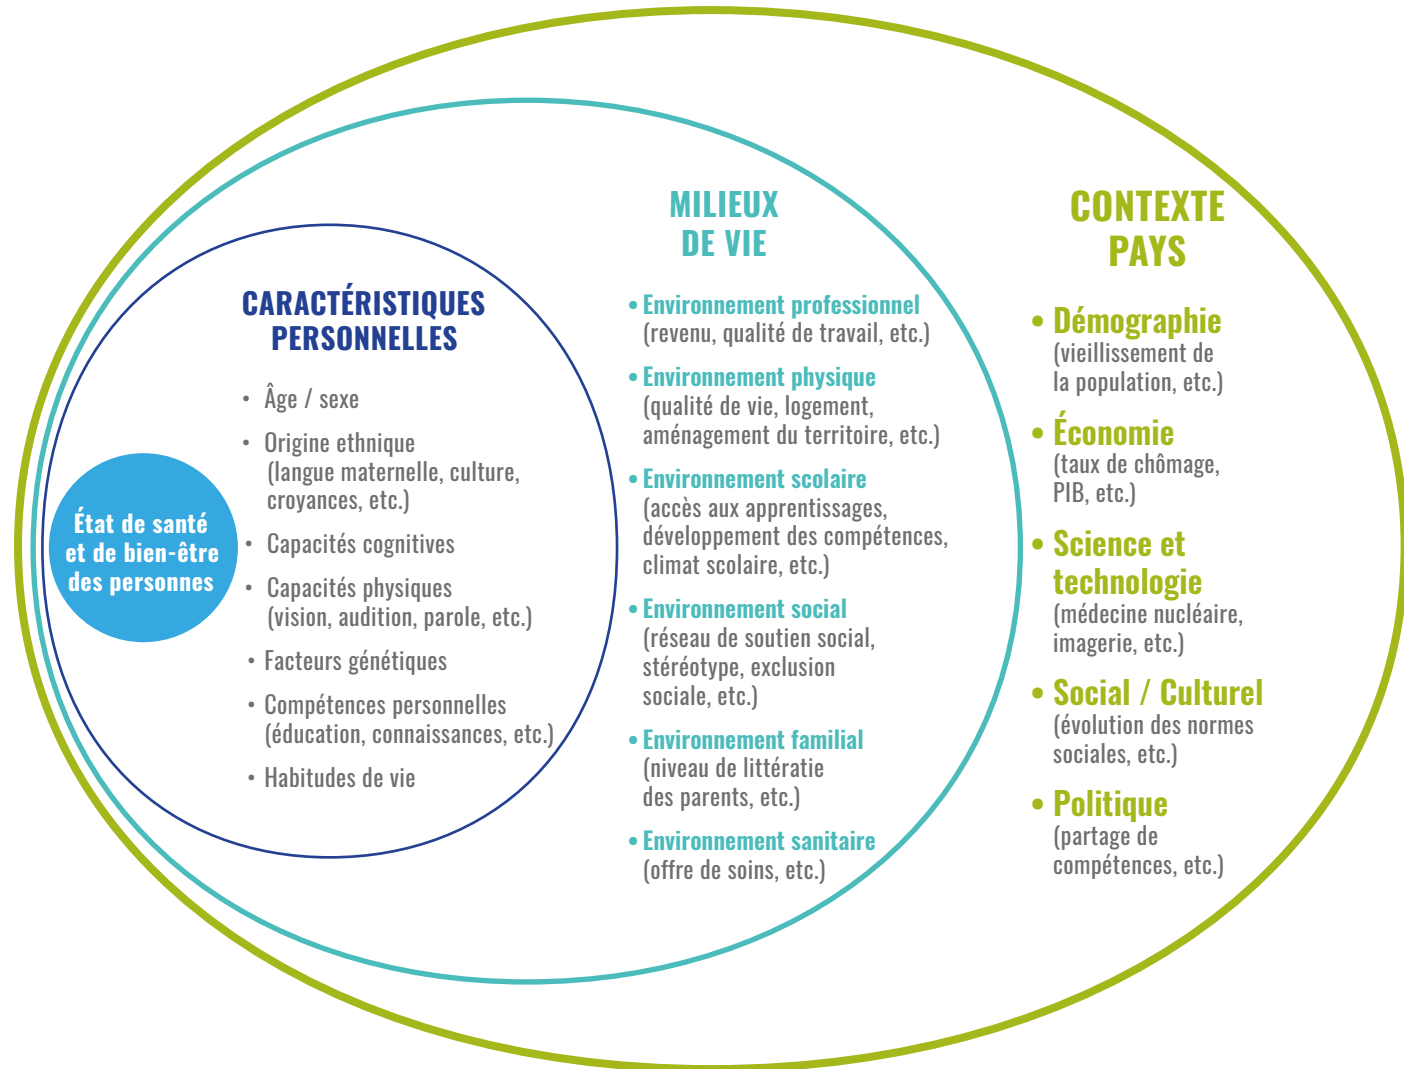 État de santé
et de bien-être
des personnes
CARACTÉRISTIQUES
PERSONNELLES
• Âge / sexe
• Origine ethnique
(langue maternelle, culture,
croyances, etc.)
• Capacités cognitives
• Capacités physiques
(vision, audition, parole, etc.)
• Facteurs génétiques
• Compétences personnelles
(éducation, connaissances, etc.)
• Habitudes de vie
MILIEUX
DE VIE
• Environnement professionnel
(revenu, qualité de travail, etc.)
• Environnement physique
(qualité de vie, logement,
aménagement du territoire, etc.)
• Environnement scolaire
(accès aux apprentissages,
développement des compétences,
climat scolaire, etc.)
• Environnement social
(réseau de soutien social,
stéréotype, exclusion
sociale, etc.)
• Environnement familial
(niveau de littératie
des parents, etc.)
• Environnement sanitaire
(offre de soins, etc.)
CONTEXTE
PAYS
• Démographie
(vieillissement de
la population, etc.)
• Économie
(taux de chômage,
PIB, etc.)
• Science et
technologie
(médecine nucléaire,
imagerie, etc.)
• Social / Culturel
(évolution des normes
sociales, etc.)
• Politique
(partage de
compétences, etc.)